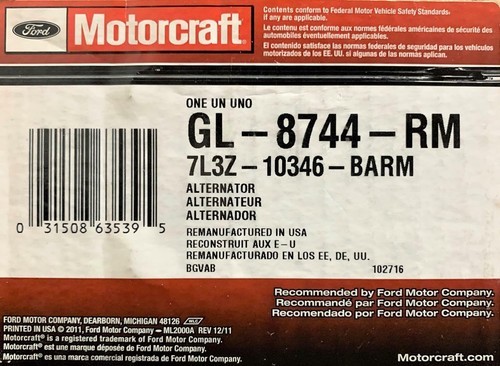 Ford
Motorcraft®
Contents conform to Federal Motor Vehicle Safety Standards-
If any are applicable.
Le contenu est conforme aux normes fédérales américaines de sécurité des
automobiles éventuellement en vigueur.
El contenido satisface las normas federales de seguridad para los vehículos
motorizados de los EE. UU. si algunas de las normas aplican.
ONE UN UNO
GL-8744-RM
7L3Z-10346-BARM
ALTERNATOR
ALTERNATEUR
ALTERNADOR
0 31508 63539 5
REMANUFACTURED IN USA
RECONSTRUIT AUX E-U
REMANUFACTURADO EN LOS EE, DE, UU.
BGVAB 102716
Recommended by Ford Motor Company.
Recommandé par Ford Motor Company.
Recomendado por Ford Motor Company.
FORD MOTOR COMPANY, DEARBORN, MICHIGAN 48126
PRINTED IN USA © 2011, Ford Motor Company — ML2000A REV 12/11
Motorcraft® is a registered trademark of Ford Motor Company.
Motorcraft® est une marque déposée de Ford Motor Company.
Motorcraft® es una marca comercial registrada de Ford Motor Company.
Motorcraft.com